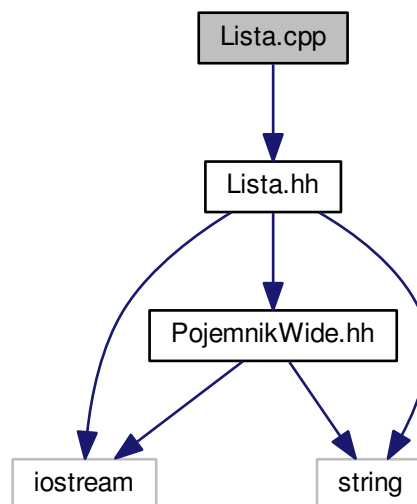 Lista.cpp
Lista.hh
PojemnikWide.hh
iostream
string